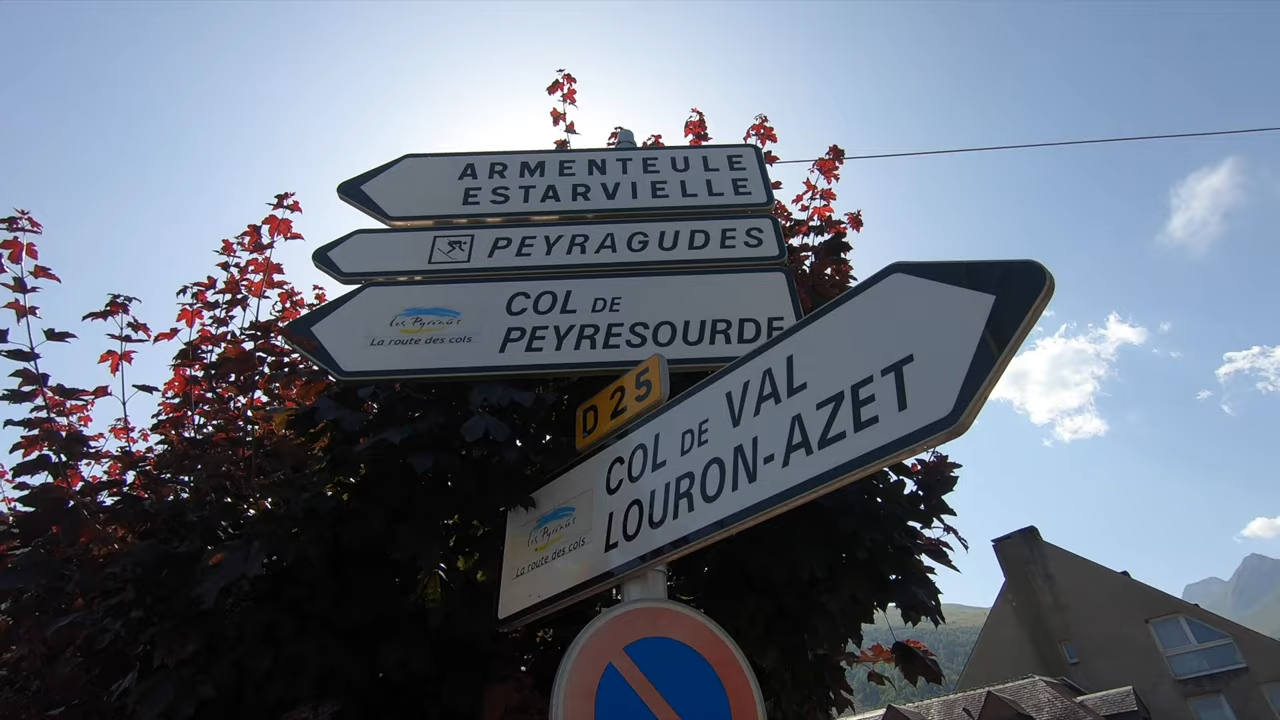 ARMENTEULE
ESTARVIELLE
PEYRAGUDES
les Pyrénées
La route des cols
COL DE
PEYRESOURDE
D 25
COL DE VAL
LOURON-AZET
les Pyrénées
La route des cols